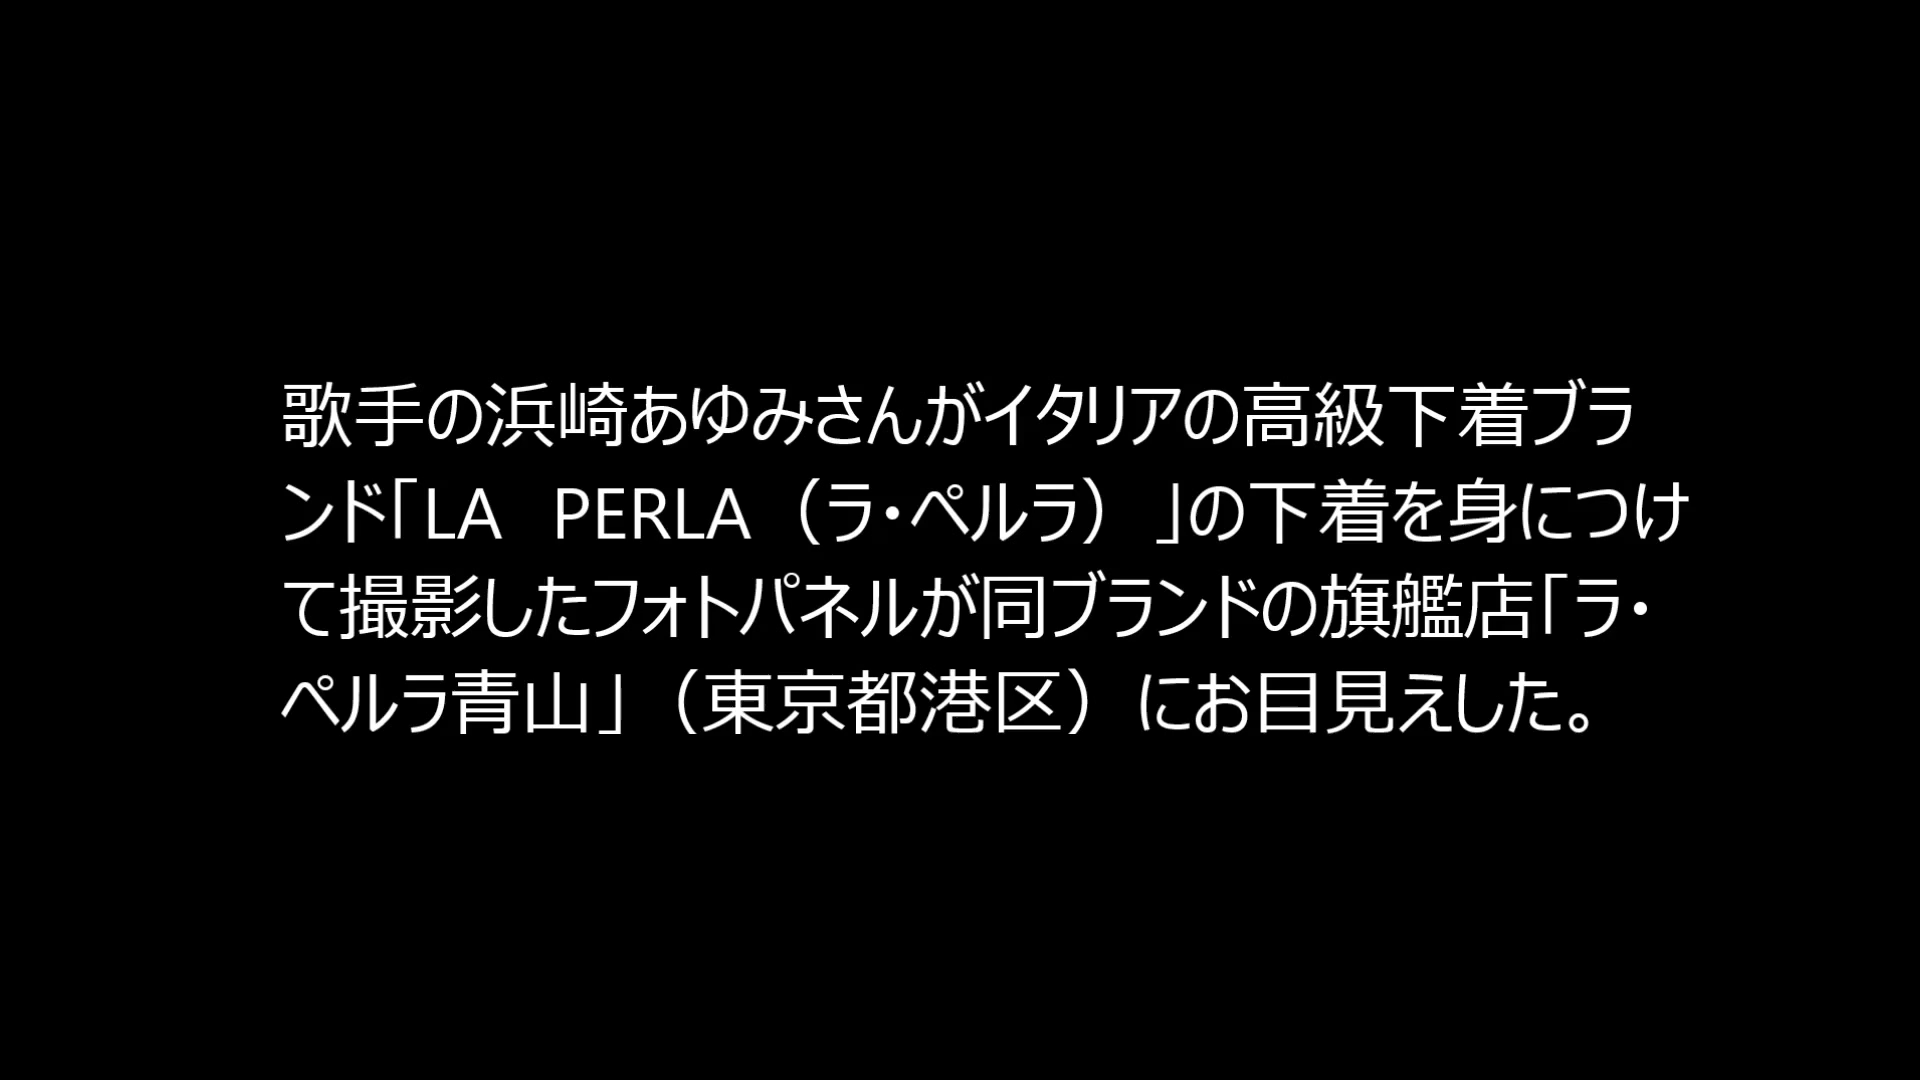 歌手の浜崎あゆみさんがイタリアの高級下着ブラ
ンド「LA　PERLA（ラ・ペルラ）」の下着を身につけ
て撮影したフォトパネルが同ブランドの旗艦店「ラ・
ペルラ青山」（東京都港区）にお目見えした。